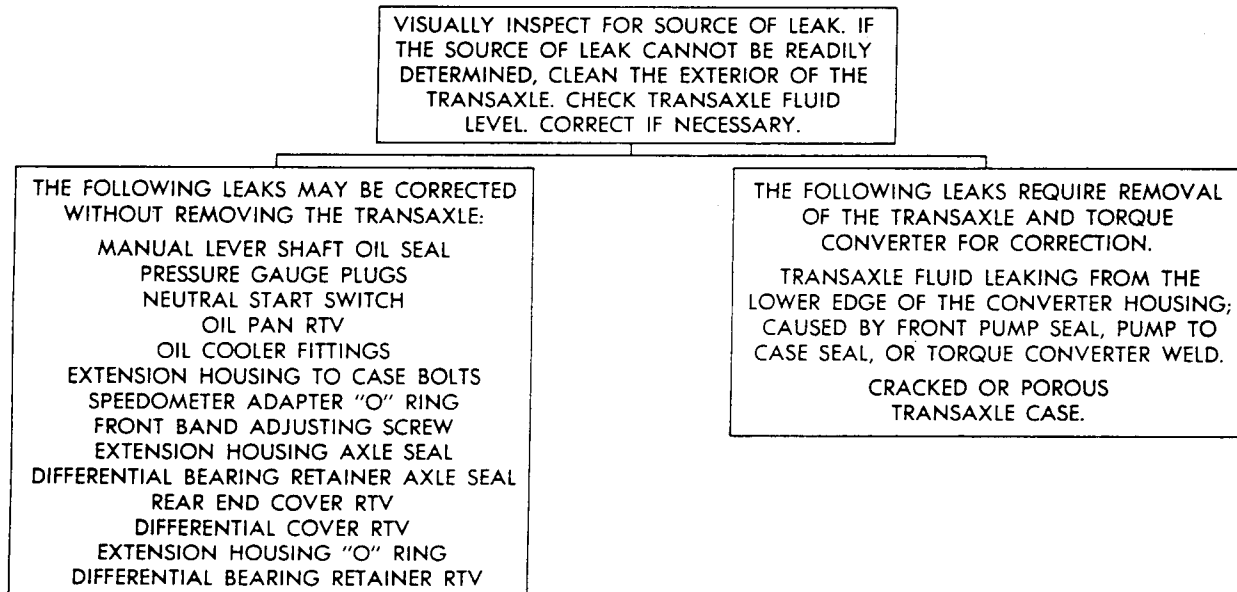 VISUALLY INSPECT FOR SOURCE OF LEAK. IF
THE SOURCE OF LEAK CANNOT BE READILY
DETERMINED, CLEAN THE EXTERIOR OF THE
TRANSAXLE. CHECK TRANSAXLE FLUID
LEVEL. CORRECT IF NECESSARY.
THE FOLLOWING LEAKS MAY BE CORRECTED
WITHOUT REMOVING THE TRANSAXLE:
MANUAL LEVER SHAFT OIL SEAL
PRESSURE GAUGE PLUGS
NEUTRAL START SWITCH
OIL PAN RTV
OIL COOLER FITTINGS
EXTENSION HOUSING TO CASE BOLTS
SPEEDOMETER ADAPTER "O" RING
FRONT BAND ADJUSTING SCREW
EXTENSION HOUSING AXLE SEAL
DIFFERENTIAL BEARING RETAINER AXLE SEAL
REAR END COVER RTV
DIFFERENTIAL COVER RTV
EXTENSION HOUSING "O" RING
DIFFERENTIAL BEARING RETAINER RTV
THE FOLLOWING LEAKS REQUIRE REMOVAL
OF THE TRANSAXLE AND TORQUE
CONVERTER FOR CORRECTION.
TRANSAXLE FLUID LEAKING FROM THE
LOWER EDGE OF THE CONVERTER HOUSING;
CAUSED BY FRONT PUMP SEAL, PUMP TO
CASE SEAL, OR TORQUE CONVERTER WELD.
CRACKED OR POROUS
TRANSAXLE CASE.